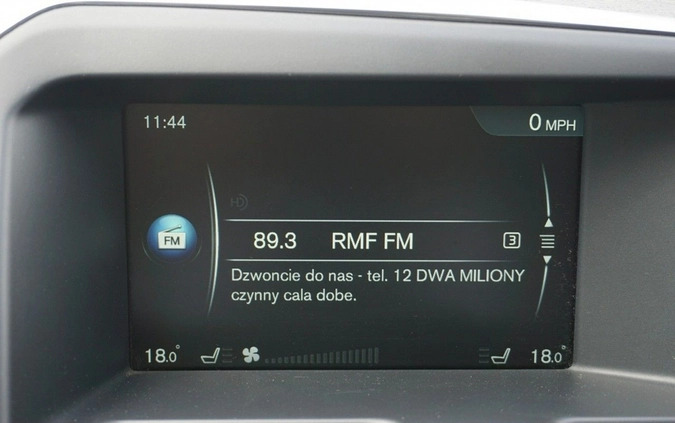 11:44
0 MPH
HD
FM
89.3 RMF FM 3
Dzwoncie do nas - tel. 12 DWA MILIONY
czynny cala dobe.
18.0° 18.0°